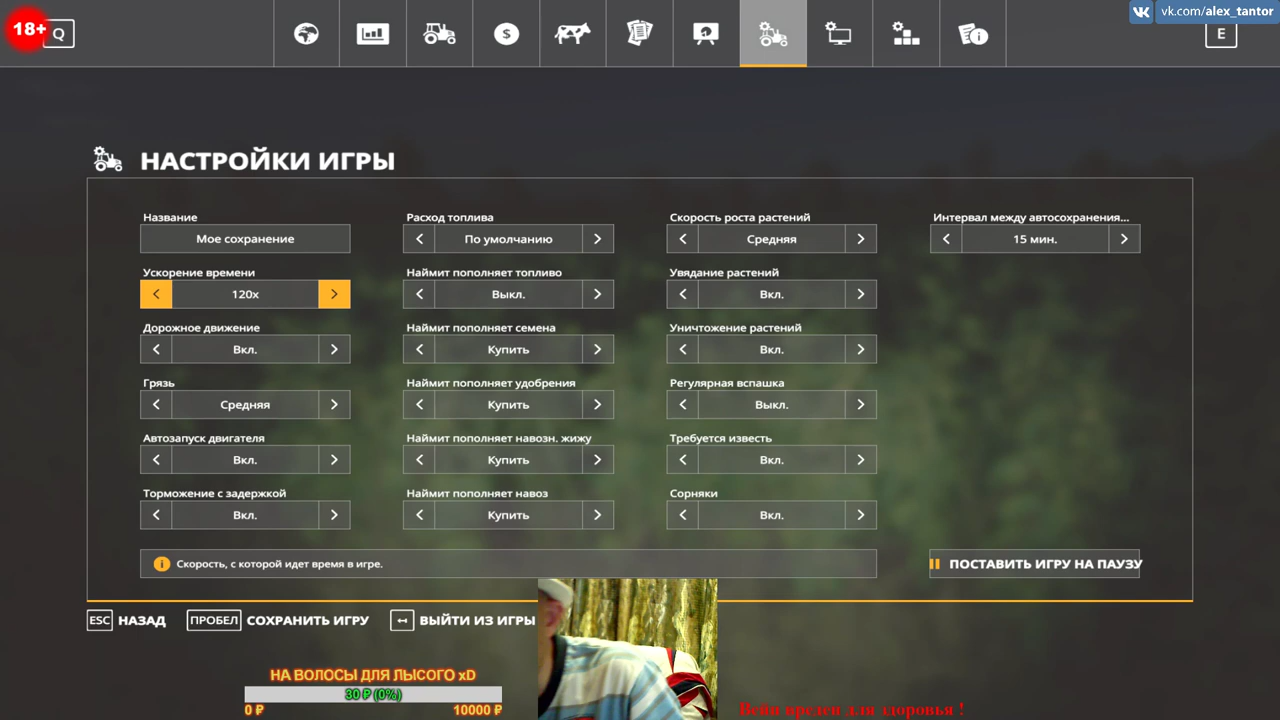 18+
Q
vk.com/alex_tantor
E
НАСТРОЙКИ ИГРЫ
Название
Мое сохранение
Ускорение времени
120x
Дорожное движение
Вкл.
Грязь
Средняя
Автозапуск двигателя
Вкл.
Торможение с задержкой
Вкл.
Расход топлива
По умолчанию
Наймит пополняет топливо
Выкл.
Наймит пополняет семена
Купить
Наймит пополняет удобрения
Купить
Наймит пополняет навозн. жижу
Купить
Наймит пополняет навоз
Купить
Скорость роста растений
Средняя
Увядание растений
Вкл.
Уничтожение растений
Вкл.
Регулярная вспашка
Выкл.
Требуется известь
Вкл.
Сорняки
Вкл.
Интервал между автосохранения...
15 мин.
Скорость, с которой идет время в игре.
ПОСТАВИТЬ ИГРУ НА ПАУЗУ
ESC НАЗАД ПРОБЕЛ СОХРАНИТЬ ИГРУ ВЫЙТИ ИЗ ИГРЫ
НА ВОЛОСЫ ДЛЯ ЛЫСОГО xD
30 ₽ (0%)
0 ₽ 10000 ₽
Вейп вреден для здоровья !